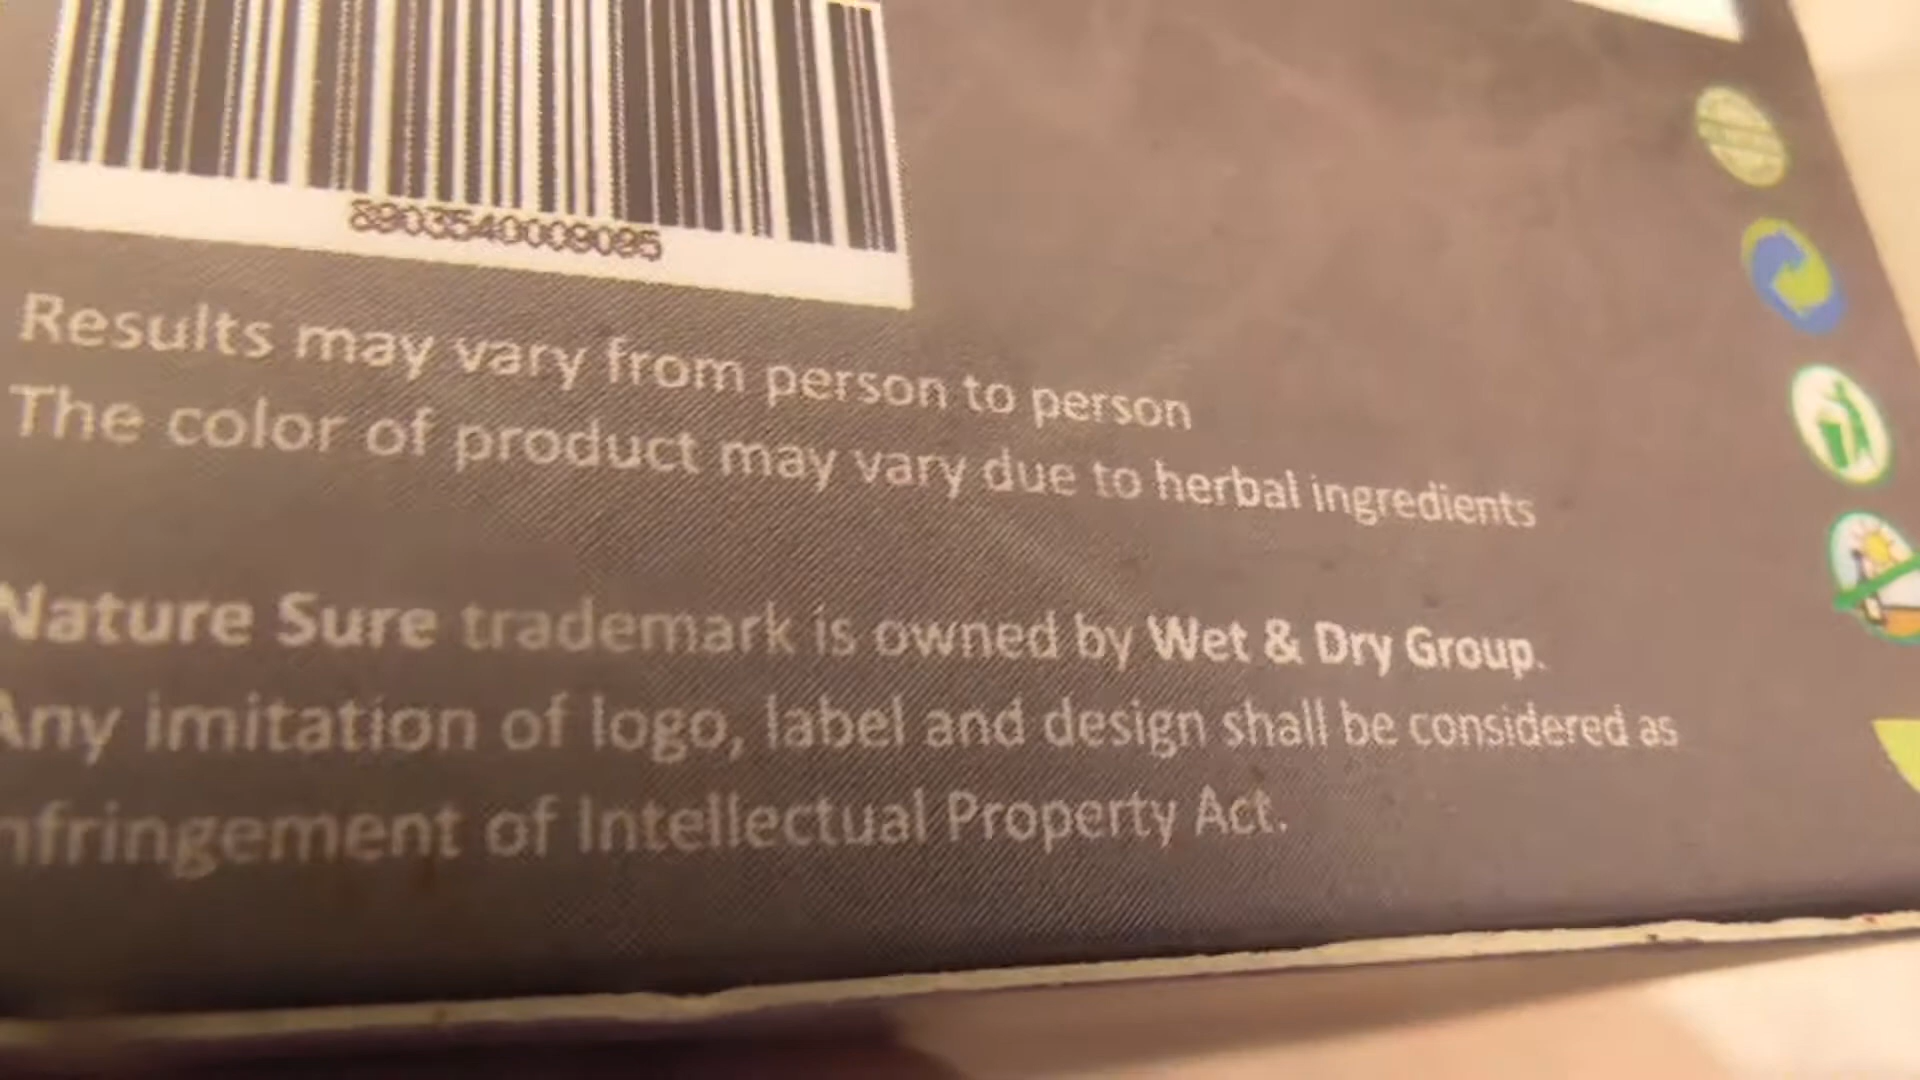 8903540009095
Results may vary from person to person
The color of product may vary due to herbal ingredients
Nature Sure trademark is owned by Wet & Dry Group.
Any imitation of logo, label and design shall be considered as
nfringement of Intellectual Property Act.